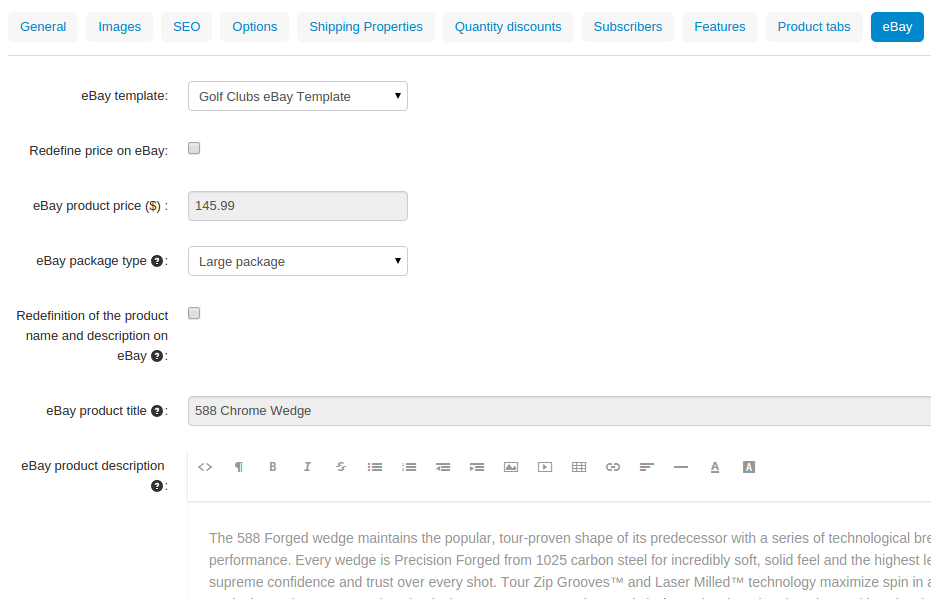 General Images SEO Options Shipping Properties Quantity discounts Subscribers Features Product tabs eBay
eBay template: Golf Clubs eBay Template
Redefine price on eBay:
eBay product price ($) : 145.99
eBay package type ?: Large package
Redefinition of the product
name and description on
eBay ?:
eBay product title ?: 588 Chrome Wedge
eBay product description
?:
<> ¶ B I S A A
The 588 Forged wedge maintains the popular, tour-proven shape of its predecessor with a series of technological
performance. Every wedge is Precision Forged from 1025 carbon steel for incredibly soft, solid feel and the highest
supreme confidence and trust over every shot. Tour Zip Grooves™ and Laser Milled™ technology maximize spin in a